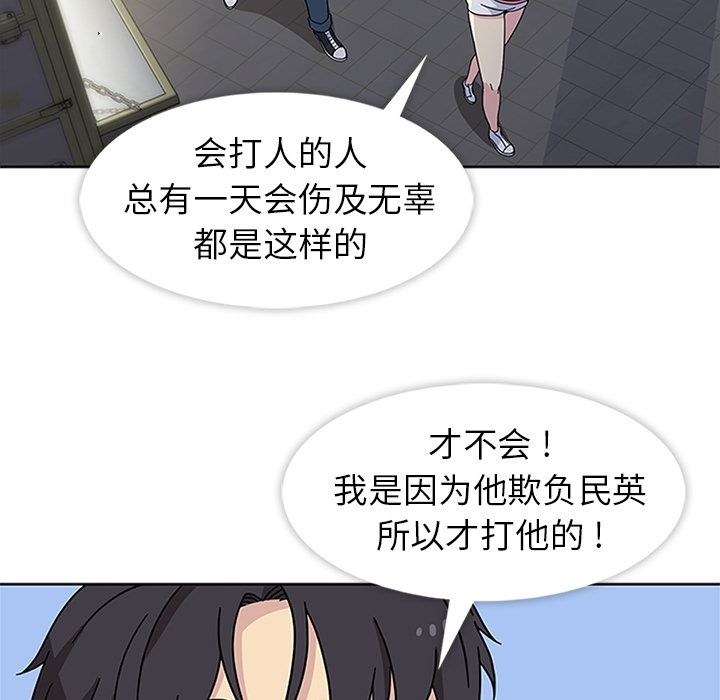 会打人的人
总有一天会伤及无辜
都是这样的
才不会！
我是因为他欺负民英
所以才打他的！